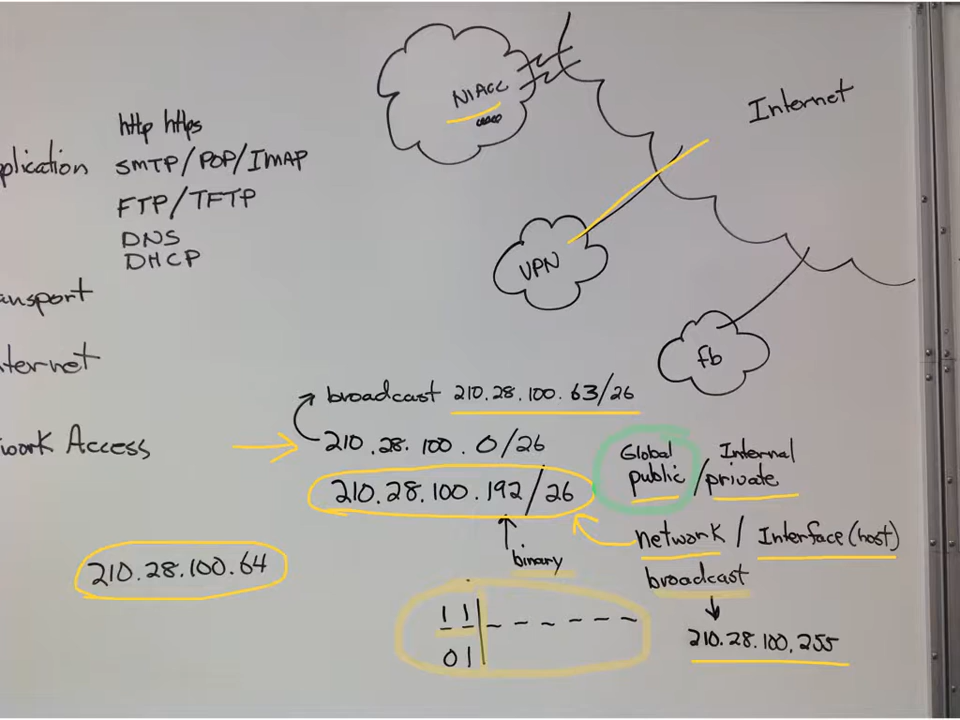 NIACC
Internet
http https
pplication SMTP/POP/IMAP
FTP/TFTP
DNS
DHCP
VPN
ansport
fb
nternet
broadcast 210.28.100.63/26
work Access
210.28.100.0/26
Global public / Internal private
210.28.100.192/26
network / Interface (host)
binary
210.28.100.64
broadcast
11
01
210.28.100.255